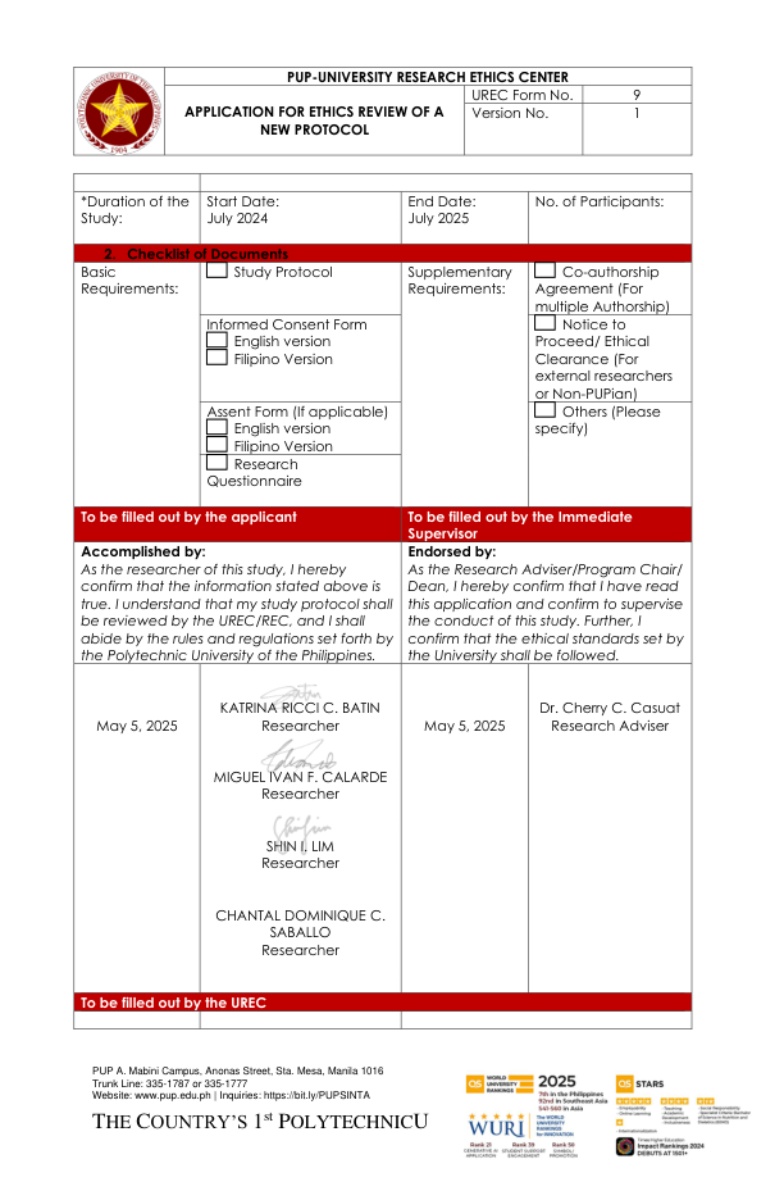 PUP-UNIVERSITY RESEARCH ETHICS CENTER
APPLICATION FOR ETHICS REVIEW OF A
NEW PROTOCOL
UREC Form No. 9
Version No. 1
POLYTECHNIC UNIVERSITY OF THE PHILIPPINES
1904
*Duration of the
Study:
Start Date:
July 2024
End Date:
July 2025
No. of Participants:
2. Checklist of Documents
Basic
Requirements:
Study Protocol
Informed Consent Form
English version
Filipino Version
Assent Form (If applicable)
English version
Filipino Version
Research
Questionnaire
Supplementary
Requirements:
Co-authorship
Agreement (For
multiple Authorship)
Notice to
Proceed/ Ethical
Clearance (For
external researchers
or Non-PUPian)
Others (Please
specify)
To be filled out by the applicant
To be filled out by the Immediate
Supervisor
Accomplished by:
As the researcher of this study, I hereby
confirm that the information stated above is
true. I understand that my study protocol shall
be reviewed by the UREC/REC, and I shall
abide by the rules and regulations set forth by
the Polytechnic University of the Philippines.
Endorsed by:
As the Research Adviser/Program Chair/
Dean, I hereby confirm that I have read
this application and confirm to supervise
the conduct of this study. Further, I
confirm that the ethical standards set by
the University shall be followed.
May 5, 2025
KATRINA RICCI C. BATIN
Researcher
MIGUEL IVAN F. CALARDE
Researcher
SHIN I. LIM
Researcher
CHANTAL DOMINIQUE C.
SABALLO
Researcher
May 5, 2025
Dr. Cherry C. Casuat
Research Adviser
To be filled out by the UREC
PUP A. Mabini Campus, Anonas Street, Sta. Mesa, Manila 1016
Trunk Line: 335-1787 or 335-1777
Website: www.pup.edu.ph | Inquiries: https://bit.ly/PUPSINTA
THE COUNTRY'S 1st POLYTECHNICU
QS WORLD
UNIVERSITY
RANKINGS
2025
7th in the Philippines
92nd in Southeast Asia
541-560 in Asia
WURI
THE WORLD
UNIVERSITY
RANKINGS
for INNOVATION
Rank 21
GENERATIVE AI
APPLICATION
Rank 39
STUDENT SUPPORT
ENGAGEMENT
Rank 50
SYMBOL/
PROMOTION
QS STARS
Times Higher Education
Impact Rankings 2024
DEBUTS AT 1501+